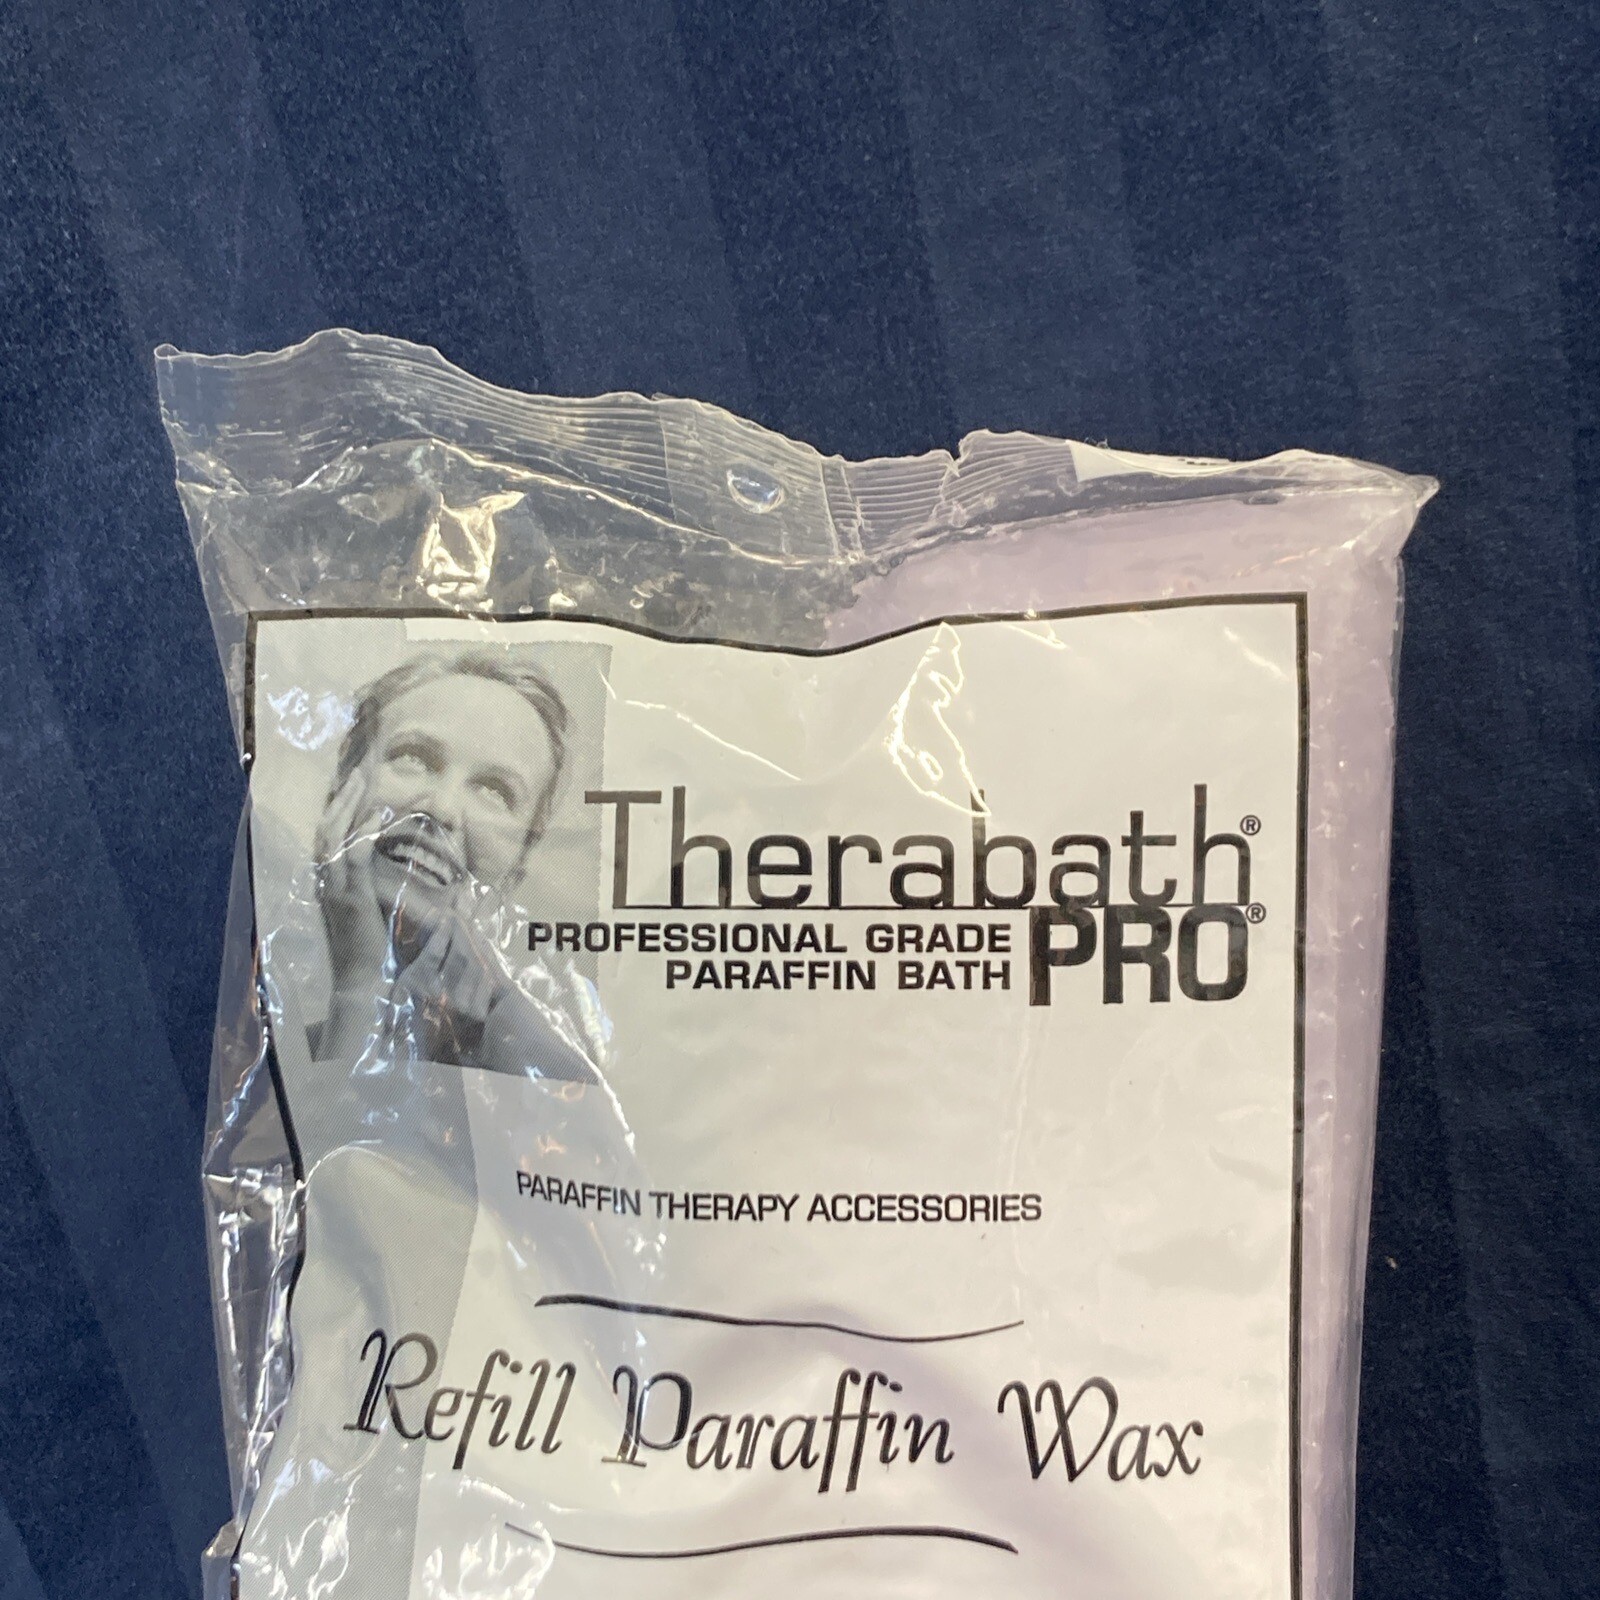 Therabath®
PROFESSIONAL GRADE
PARAFFIN BATH
PRO®
PARAFFIN THERAPY ACCESSORIES
Refill Paraffin Wax